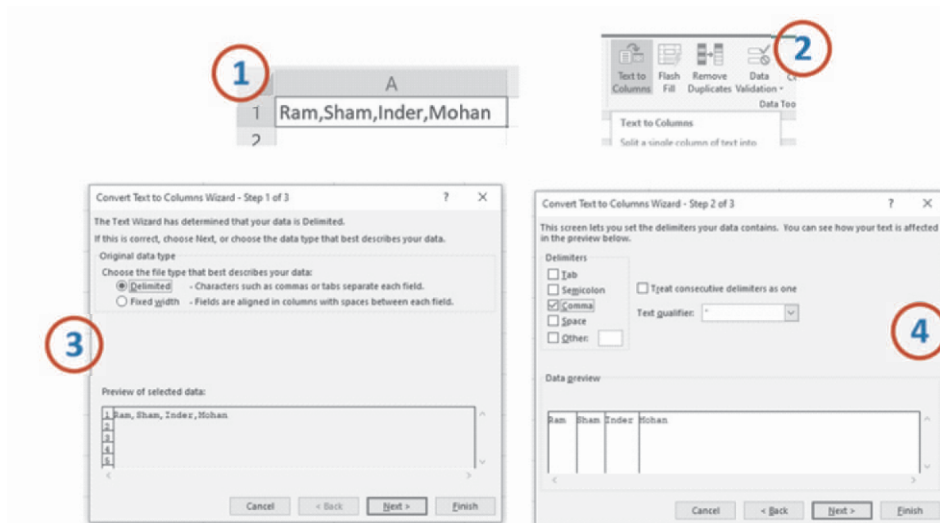 1
A
1 Ram,Sham,Inder,Mohan
2
2
Text to Columns
Flash Fill
Remove Duplicates
Data Validation
Data Too
Text to Columns
Split a single column of text into
3
Convert Text to Columns Wizard - Step 1 of 3 ? ×
The Text Wizard has determined that your data is Delimited.
If this is correct, choose Next, or choose the data type that best describes your data.
Original data type
Choose the file type that best describes your data:
Delimited - Characters such as commas or tabs separate each field.
Fixed width - Fields are aligned in columns with spaces between each field.
Preview of selected data:
1 Ram,Sham,Inder,Mohan
2
3
4
5
Cancel < Back Next > Finish
4
Convert Text to Columns Wizard - Step 2 of 3 ? ×
This screen lets you set the delimiters your data contains. You can see how your text is affected
in the preview below.
Delimiters
Tab
Semicolon
Comma
Space
Other:
Treat consecutive delimiters as one
Text qualifier: "
Data preview
Ram Sham Inder Mohan
Cancel < Back Next > Finish